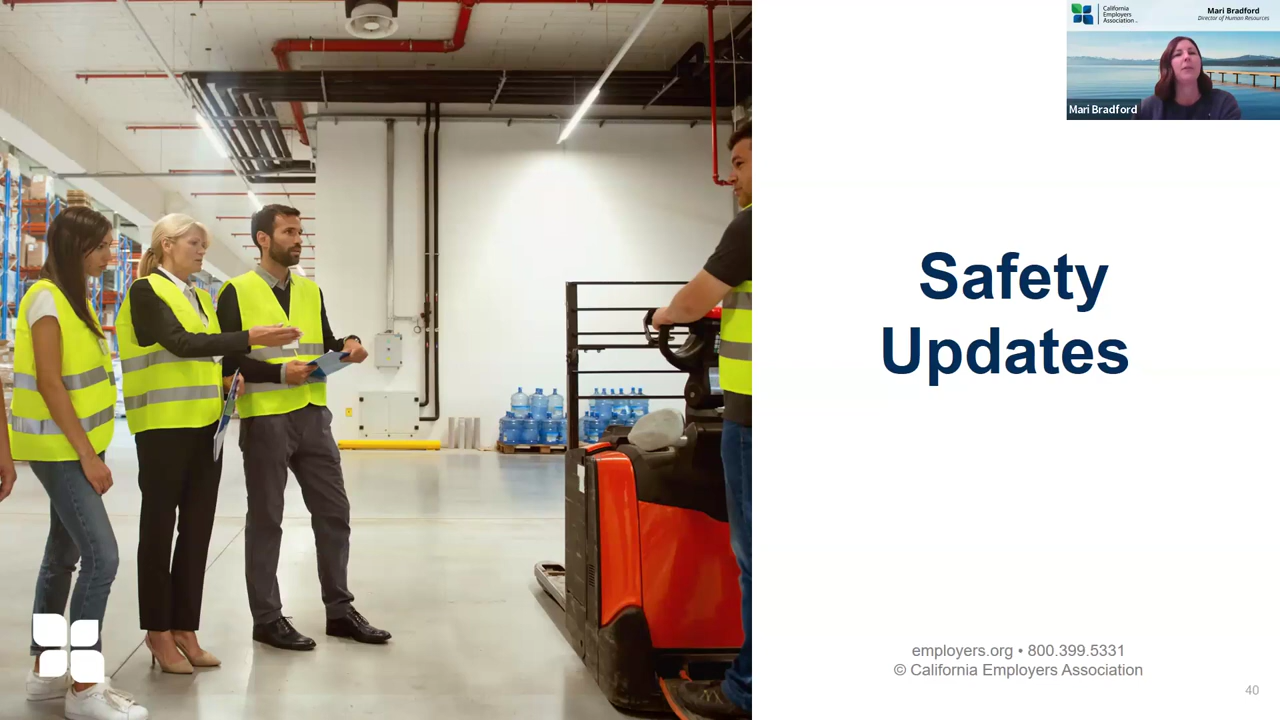 California
Employers
Association
Mari Bradford
Director of Human Resources
Mari Bradford
Safety
Updates
employers.org • 800.399.5331
© California Employers Association
40